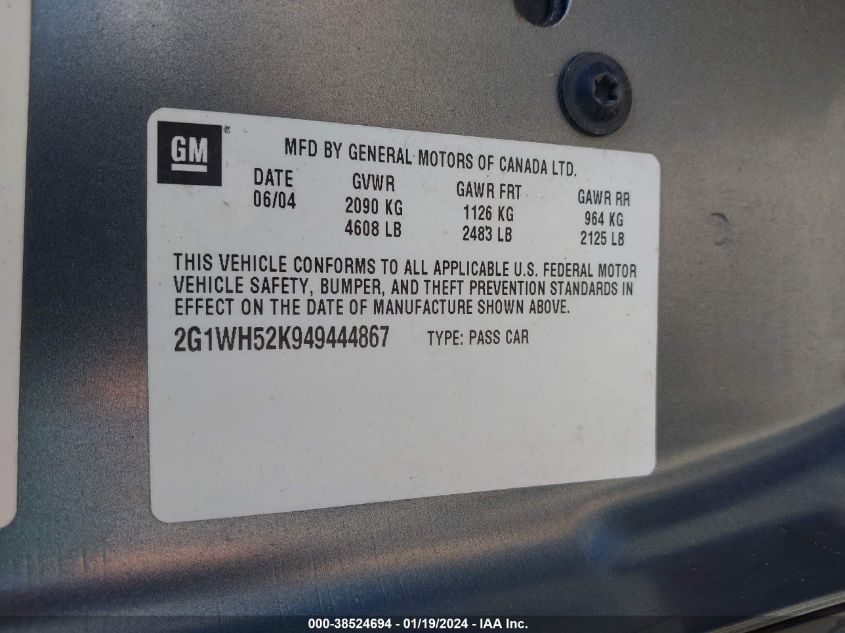 GM
MFD BY GENERAL MOTORS OF CANADA LTD.
DATE GVWR GAWR FRT GAWR RR
06/04 2090 KG 1126 KG 964 KG
4608 LB 2483 LB 2125 LB
THIS VEHICLE CONFORMS TO ALL APPLICABLE U.S. FEDERAL MOTOR
VEHICLE SAFETY, BUMPER, AND THEFT PREVENTION STANDARDS IN
EFFECT ON THE DATE OF MANUFACTURE SHOWN ABOVE.
2G1WH52K949444867 TYPE: PASS CAR
000-38524694 - 01/19/2024 - IAA Inc.